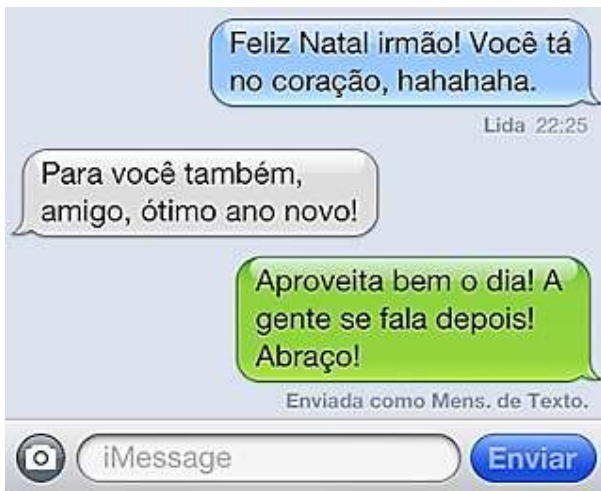 Feliz Natal irmão! Você tá
no coração, hahahaha.
Lida 22:25
Para você também,
amigo, ótimo ano novo!
Aproveita bem o dia! A
gente se fala depois!
Abraço!
Enviada como Mens. de Texto.
iMessage
Enviar